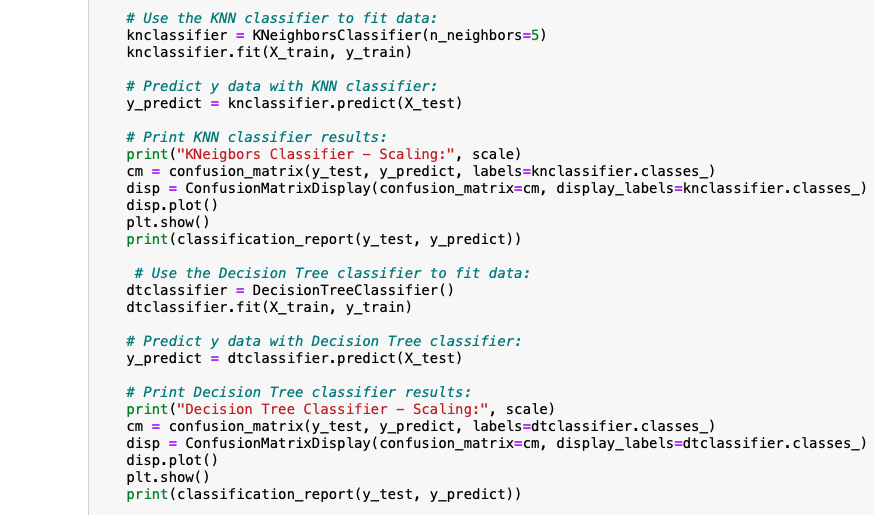 # Use the KNN classifier to fit data:
knclassifier = KNeighborsClassifier(n_neighbors=5)
knclassifier.fit(X_train, y_train)
# Predict y data with KNN classifier:
y_predict = knclassifier.predict(X_test)
# Print KNN classifier results:
print("KNeigbors Classifier – Scaling:", scale)
cm = confusion_matrix(y_test, y_predict, labels=knclassifier.classes_)
disp = ConfusionMatrixDisplay(confusion_matrix=cm, display_labels=knclassifier.classes_)
disp.plot()
plt.show()
print(classification_report(y_test, y_predict))
# Use the Decision Tree classifier to fit data:
dtclassifier = DecisionTreeClassifier()
dtclassifier.fit(X_train, y_train)
# Predict y data with Decision Tree classifier:
y_predict = dtclassifier.predict(X_test)
# Print Decision Tree classifier results:
print("Decision Tree Classifier – Scaling:", scale)
cm = confusion_matrix(y_test, y_predict, labels=dtclassifier.classes_)
disp = ConfusionMatrixDisplay(confusion_matrix=cm, display_labels=dtclassifier.classes_)
disp.plot()
plt.show()
print(classification_report(y_test, y_predict))